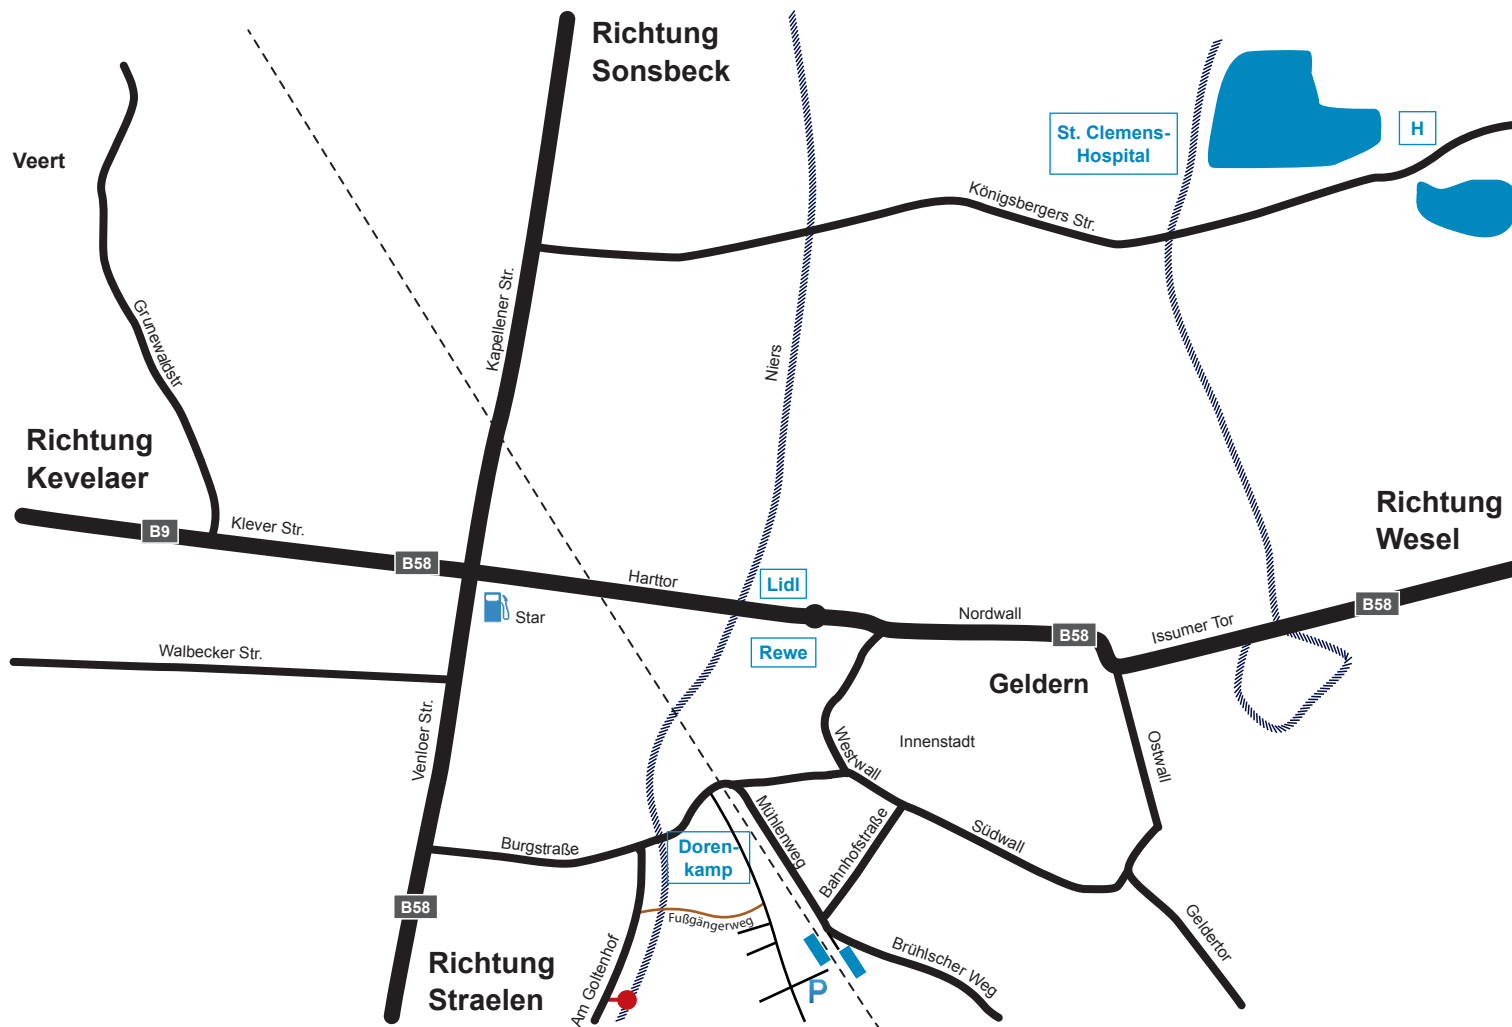 Richtung
Sonsbeck
St. Clemens-
Hospital
H
Veert
Königsbergers Str.
Kapellener Str.
Grunewaldstr
Niers
Richtung
Kevelaer
B9
Klever Str.
B58
Harttor
Lidl
Star
Rewe
Nordwall
B58
Issumer Tor
B58
Richtung
Wesel
Walbecker Str.
Geldern
Venloer Str.
Westwall
Innenstadt
Ostwall
Burgstraße
Doren-
kamp
Mühlenweg
Bahnhofstraße
Südwall
B58
Fußgängerweg
Geldertor
Richtung
Straelen
Am Goltenhof
P
Brühlscher Weg